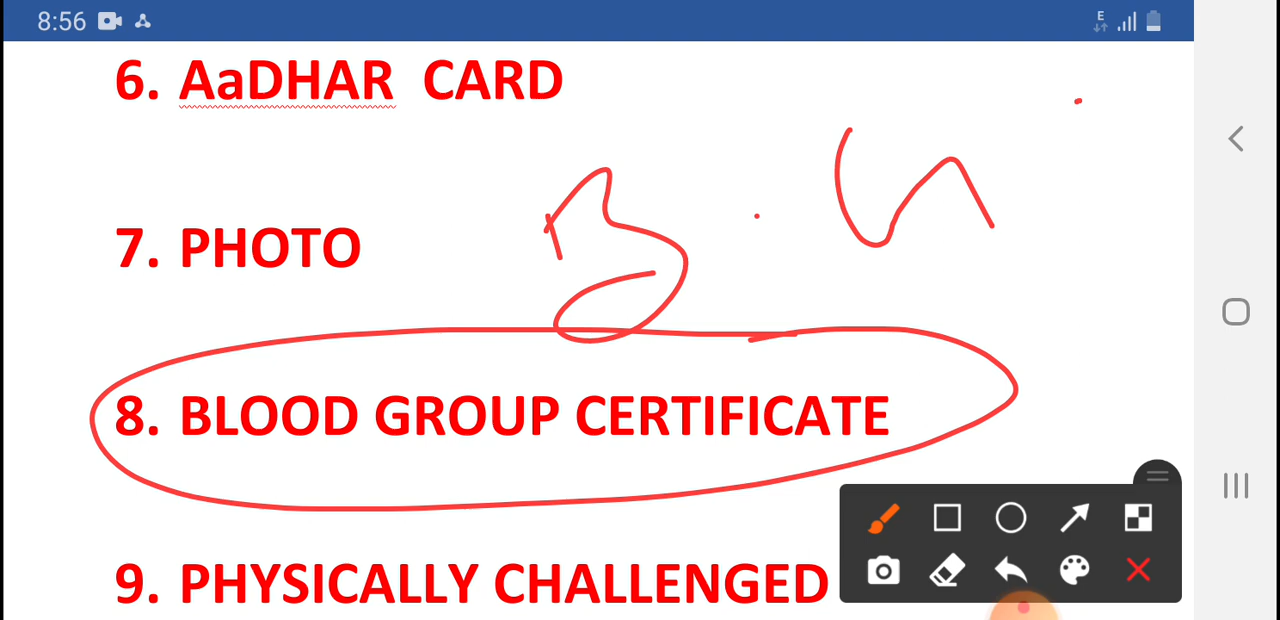 8:56
E
6. AaDHAR CARD
7. PHOTO
8. BLOOD GROUP CERTIFICATE
9. PHYSICALLY CHALLENGED